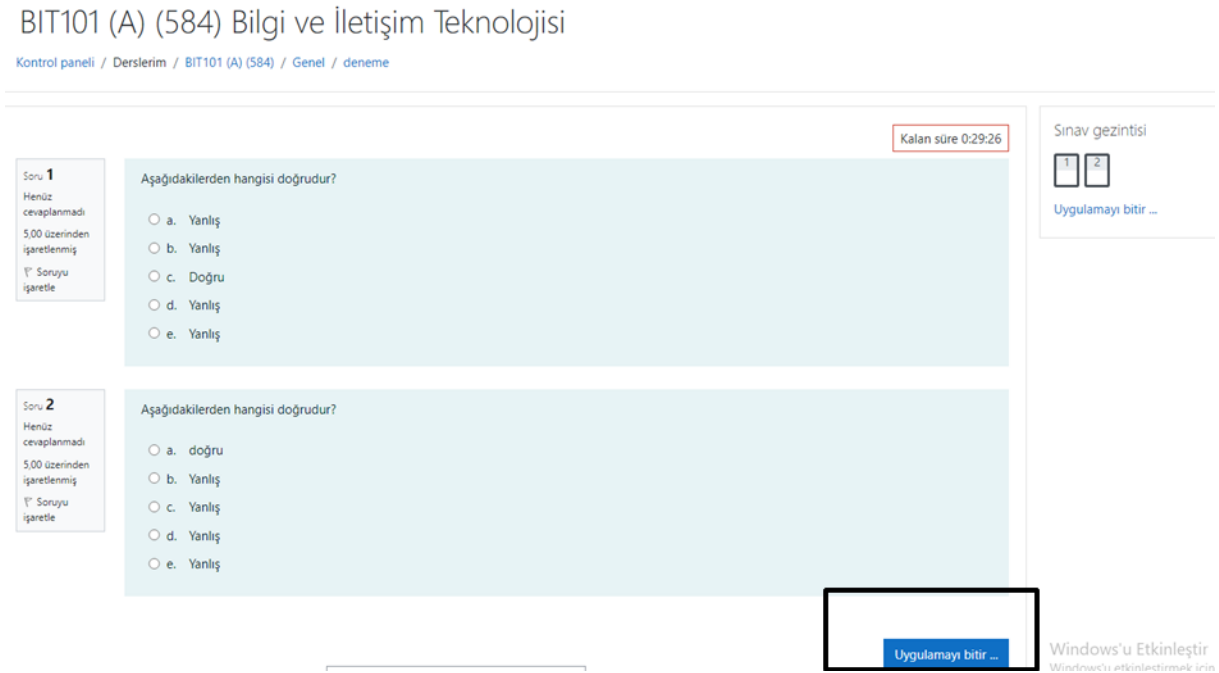 BIT101 (A) (584) Bilgi ve İletişim Teknolojisi
Kontrol paneli / Derslerim / BIT101 (A) (584) / Genel / deneme
Kalan süre 0:29:26
Soru 1
Henüz
cevaplanmadı
5,00 üzerinden
işaretlenmiş
Soruyu
işaretle
Aşağıdakilerden hangisi doğrudur?
a. Yanlış
b. Yanlış
c. Doğru
d. Yanlış
e. Yanlış
Soru 2
Henüz
cevaplanmadı
5,00 üzerinden
işaretlenmiş
Soruyu
işaretle
Aşağıdakilerden hangisi doğrudur?
a. doğru
b. Yanlış
c. Yanlış
d. Yanlış
e. Yanlış
Uygulamayı bitir ...
Sınav gezintisi
1 2
Uygulamayı bitir ...
Windows'u Etkinleştir
Windows'u etkinleştirmek için